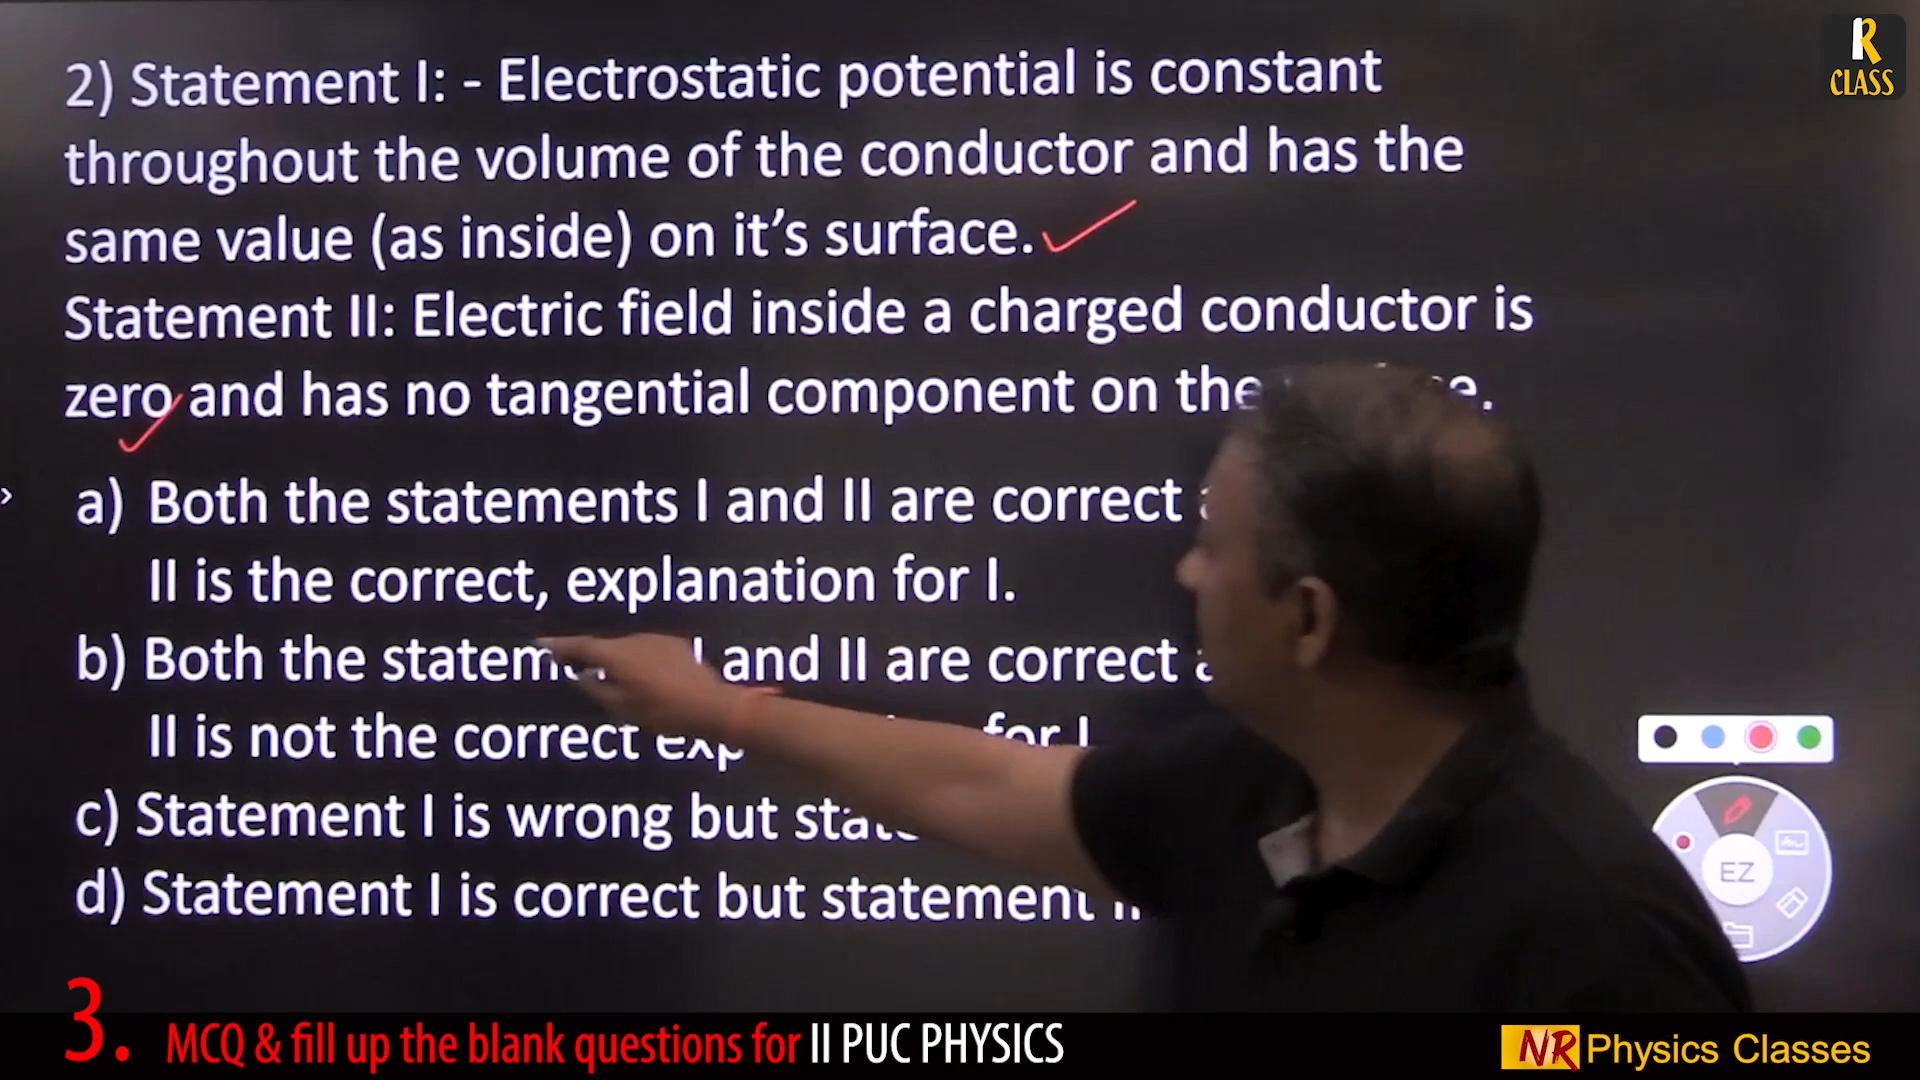 R
CLASS
2) Statement I: - Electrostatic potential is constant
throughout the volume of the conductor and has the
same value (as inside) on it’s surface.
Statement II: Electric field inside a charged conductor is
zero and has no tangential component on the
a) Both the statements I and II are correct
II is the correct, explanation for I.
b) Both the I and II are correct
II is not the correct for I
c) Statement I is wrong but
d) Statement I is correct but statement
EZ
3. MCQ & fill up the blank questions for II PUC PHYSICS
NR Physics Classes